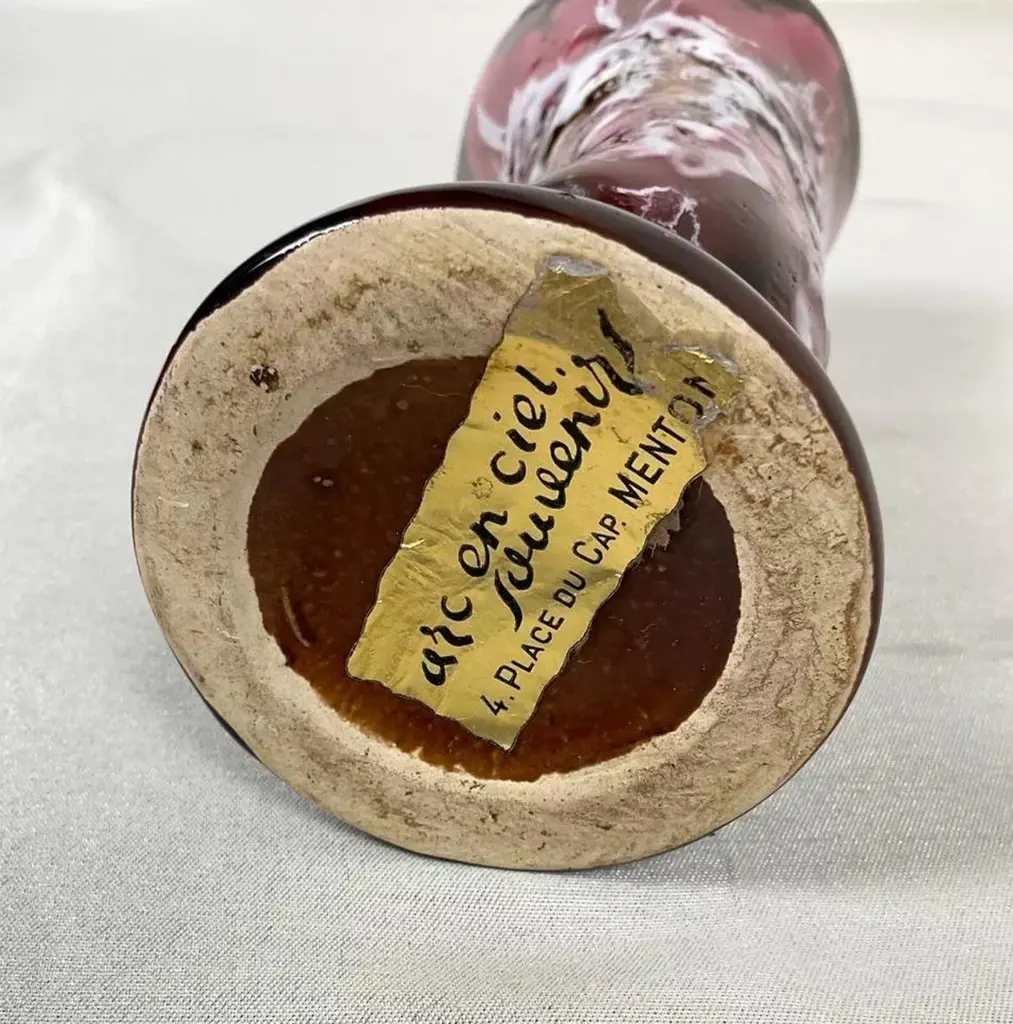 arc en ciel.
souvenirs
4. PLACE DU CAP. MENTON